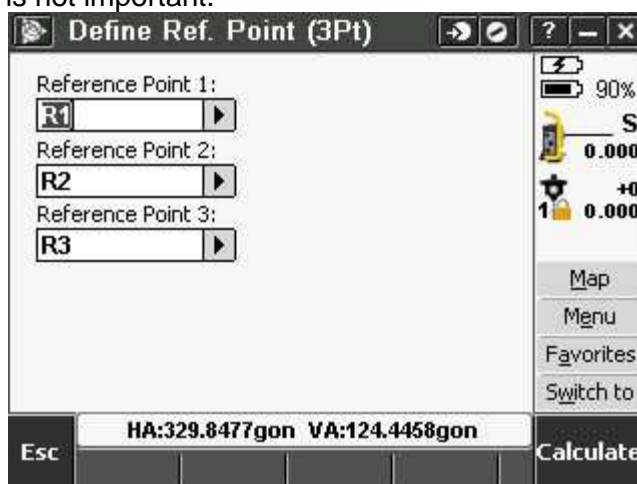 is not important.
Define Ref. Point (3Pt)
? – ×
Reference Point 1:
R1
Reference Point 2:
R2
Reference Point 3:
R3
90%
S
0.000
+0
1 0.000
Map
Menu
Favorites
Switch to
HA:329.8477gon VA:124.4458gon
Esc
Calculate